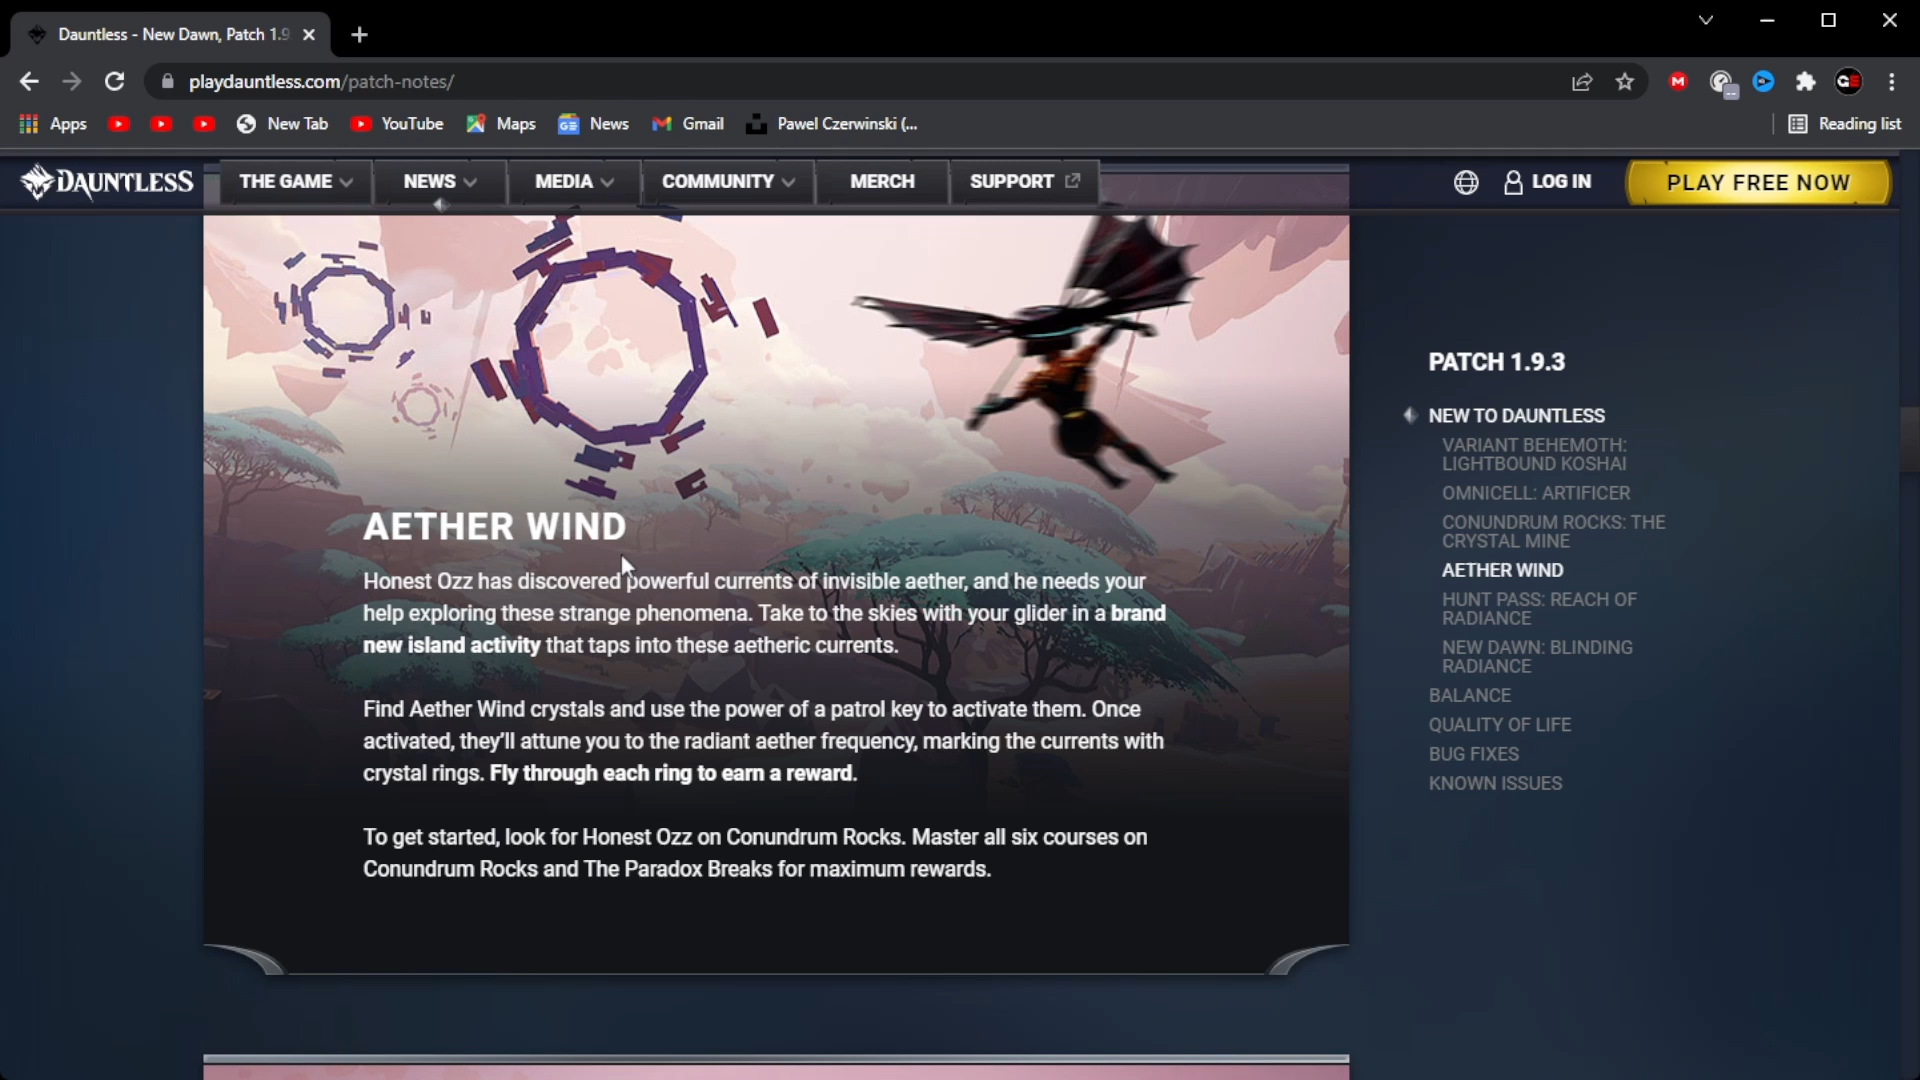 Dauntless - New Dawn, Patch 1.9
playdauntless.com/patch-notes/
Apps
New Tab
YouTube
Maps
News
Gmail
Pawel Czerwinski (...
Reading list
DAUNTLESS
THE GAME
NEWS
MEDIA
COMMUNITY
MERCH
SUPPORT
LOG IN
PLAY FREE NOW
AETHER WIND
Honest Ozz has discovered powerful currents of invisible aether, and he needs your
help exploring these strange phenomena. Take to the skies with your glider in a brand
new island activity that taps into these aetheric currents.
Find Aether Wind crystals and use the power of a patrol key to activate them. Once
activated, they'll attune you to the radiant aether frequency, marking the currents with
crystal rings. Fly through each ring to earn a reward.
To get started, look for Honest Ozz on Conundrum Rocks. Master all six courses on
Conundrum Rocks and The Paradox Breaks for maximum rewards.
PATCH 1.9.3
NEW TO DAUNTLESS
VARIANT BEHEMOTH:
LIGHTBOUND KOSHAI
OMNICELL: ARTIFICER
CONUNDRUM ROCKS: THE
CRYSTAL MINE
AETHER WIND
HUNT PASS: REACH OF
RADIANCE
NEW DAWN: BLINDING
RADIANCE
BALANCE
QUALITY OF LIFE
BUG FIXES
KNOWN ISSUES